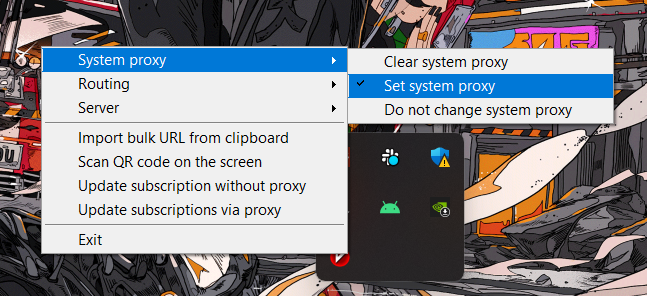 System proxy
Routing
Server
Import bulk URL from clipboard
Scan QR code on the screen
Update subscription without proxy
Update subscriptions via proxy
Exit
Clear system proxy
Set system proxy
Do not change system proxy